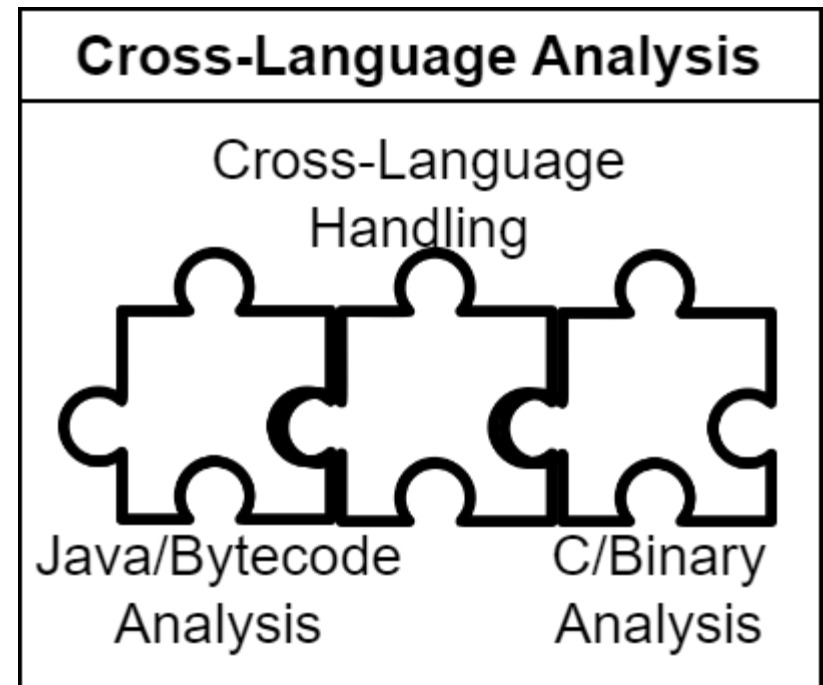 Cross-Language Analysis
Cross-Language
Handling
Java/Bytecode
Analysis
C/Binary
Analysis